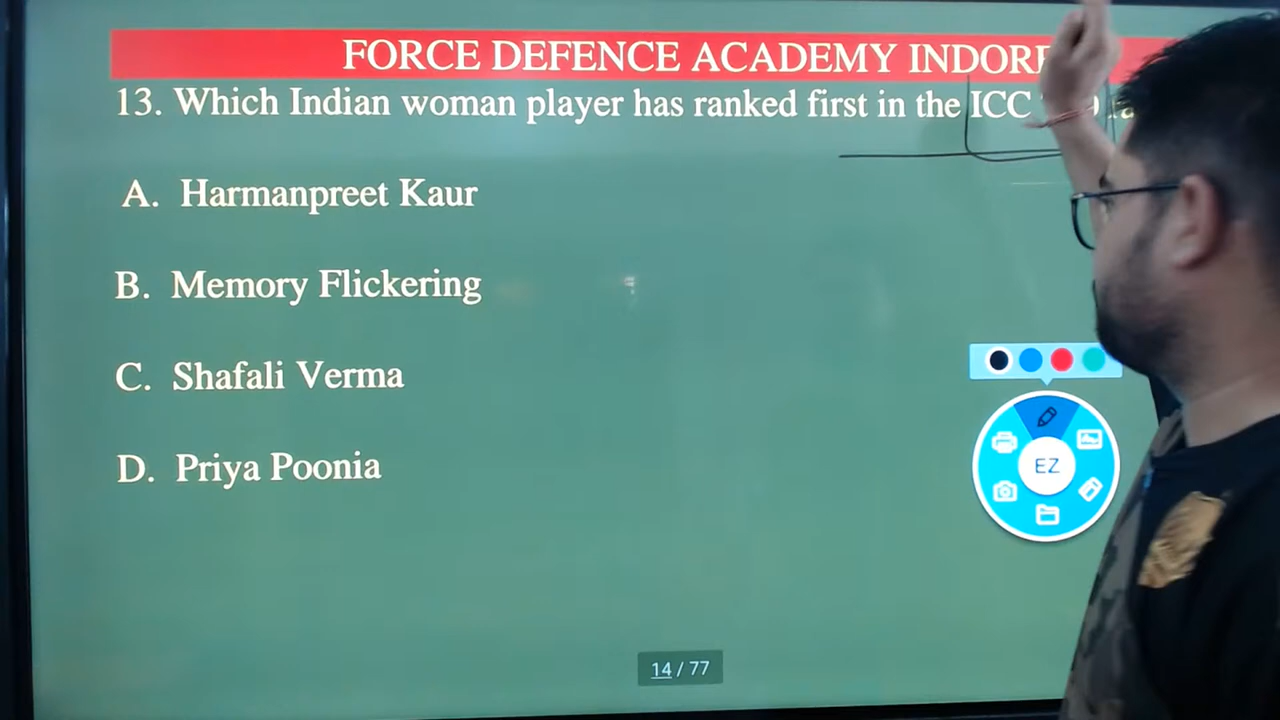 FORCE DEFENCE ACADEMY INDORE
13. Which Indian woman player has ranked first in the ICC
A. Harmanpreet Kaur
B. Memory Flickering
C. Shafali Verma
D. Priya Poonia
EZ
14 / 77